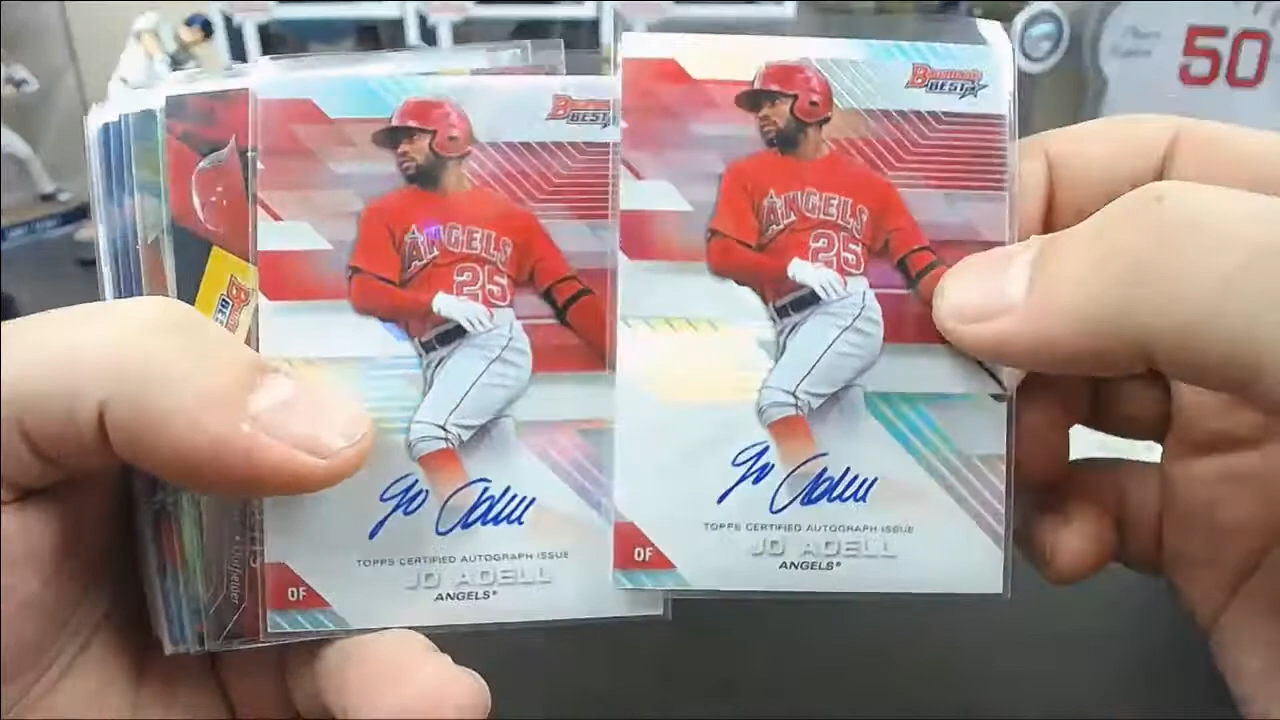 50
BOWMAN'S
BEST
ANGELS
25
Jo Adell
TOPPS CERTIFIED AUTOGRAPH ISSUE
JO ADELL
OF
ANGELS®
BOWMAN'S
BEST
ANGELS
25
Jo Adell
TOPPS CERTIFIED AUTOGRAPH ISSUE
JO ADELL
OF
ANGELS®
Outfielder